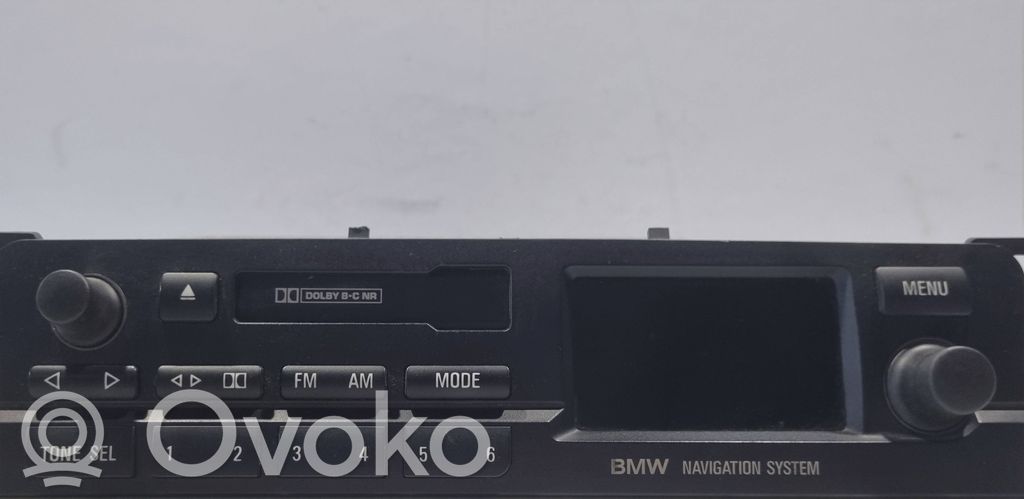 DOLBY B-C NR
MENU
FM AM MODE
TONE SEL 1 2 3 4 5 6
BMW NAVIGATION SYSTEM
Ovoko